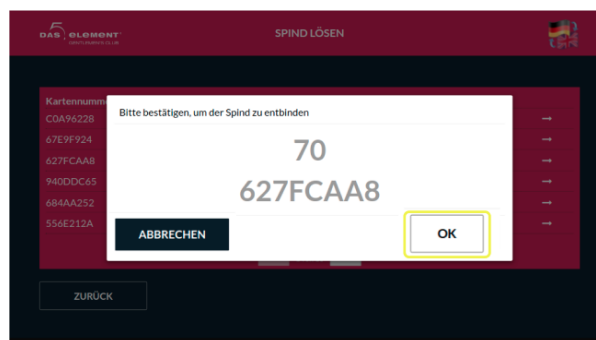 DAS 5 ELEMENT
SPIND LÖSEN
Kartennumme
C0A96228
67E9F924
627FCAA8
940DDC65
684AA252
556E212A
Bitte bestätigen, um der Spind zu entbinden
70
627FCAA8
ABBRECHEN
OK
ZURÜCK